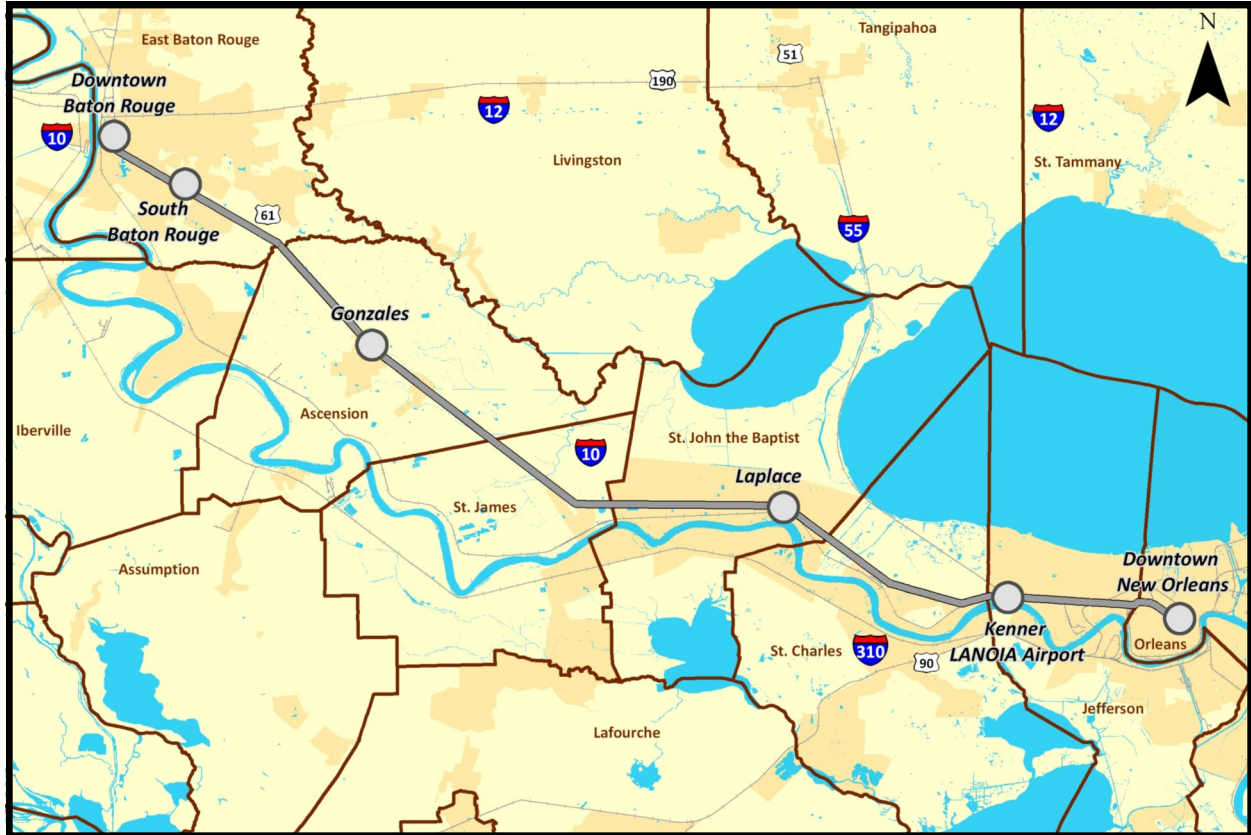 N
East Baton Rouge
Tangipahoa
51
Downtown
Baton Rouge
190
12
12
10
Livingston
St. Tammany
South
Baton Rouge
61
55
Gonzales
Ascension
Iberville
10
St. John the Baptist
Laplace
St. James
Assumption
Downtown
New Orleans
Kenner
LANOIA Airport
St. Charles
310
90
Orleans
Jefferson
Lafourche